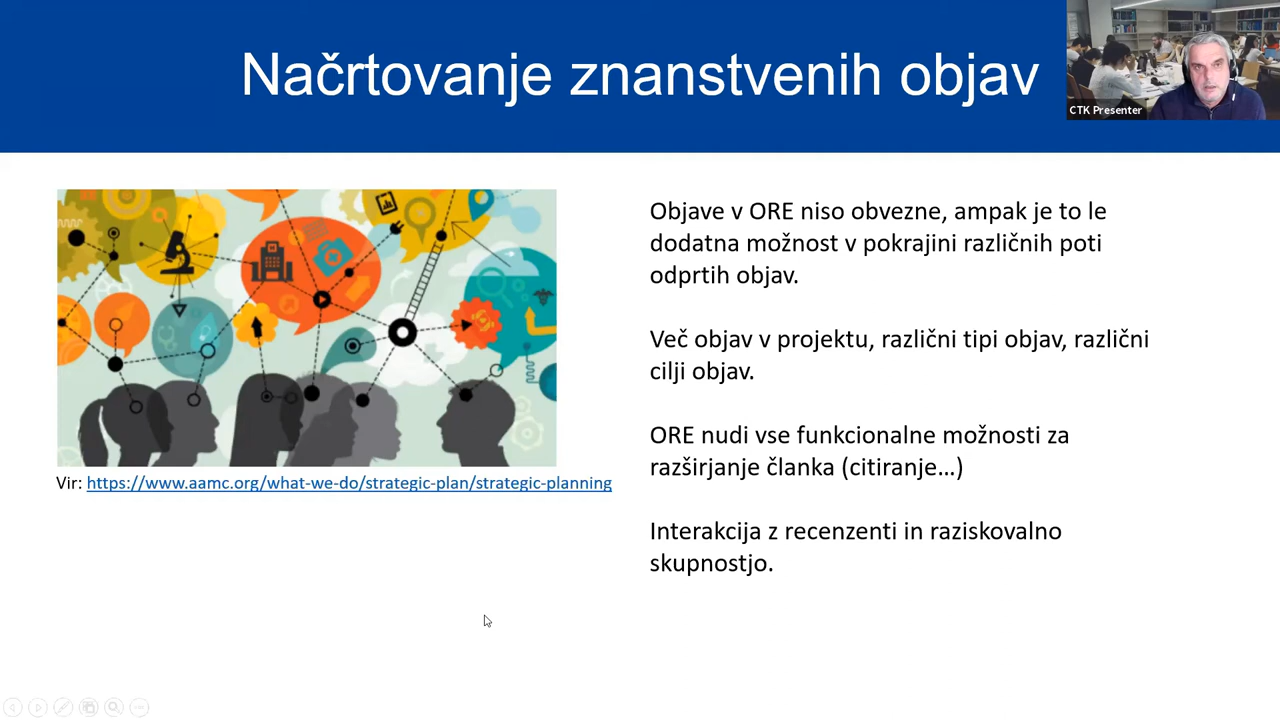 Načrtovanje znanstvenih objav
CTK Presenter
Objave v ORE niso obvezne, ampak je to le
dodatna možnost v pokrajini različnih poti
odprtih objav.
Več objav v projektu, različni tipi objav, različni
cilji objav.
ORE nudi vse funkcionalne možnosti za
razširjanje članka (citiranje…)
Interakcija z recenzenti in raziskovalno
skupnostjo.
Vir: https://www.aamc.org/what-we-do/strategic-plan/strategic-planning